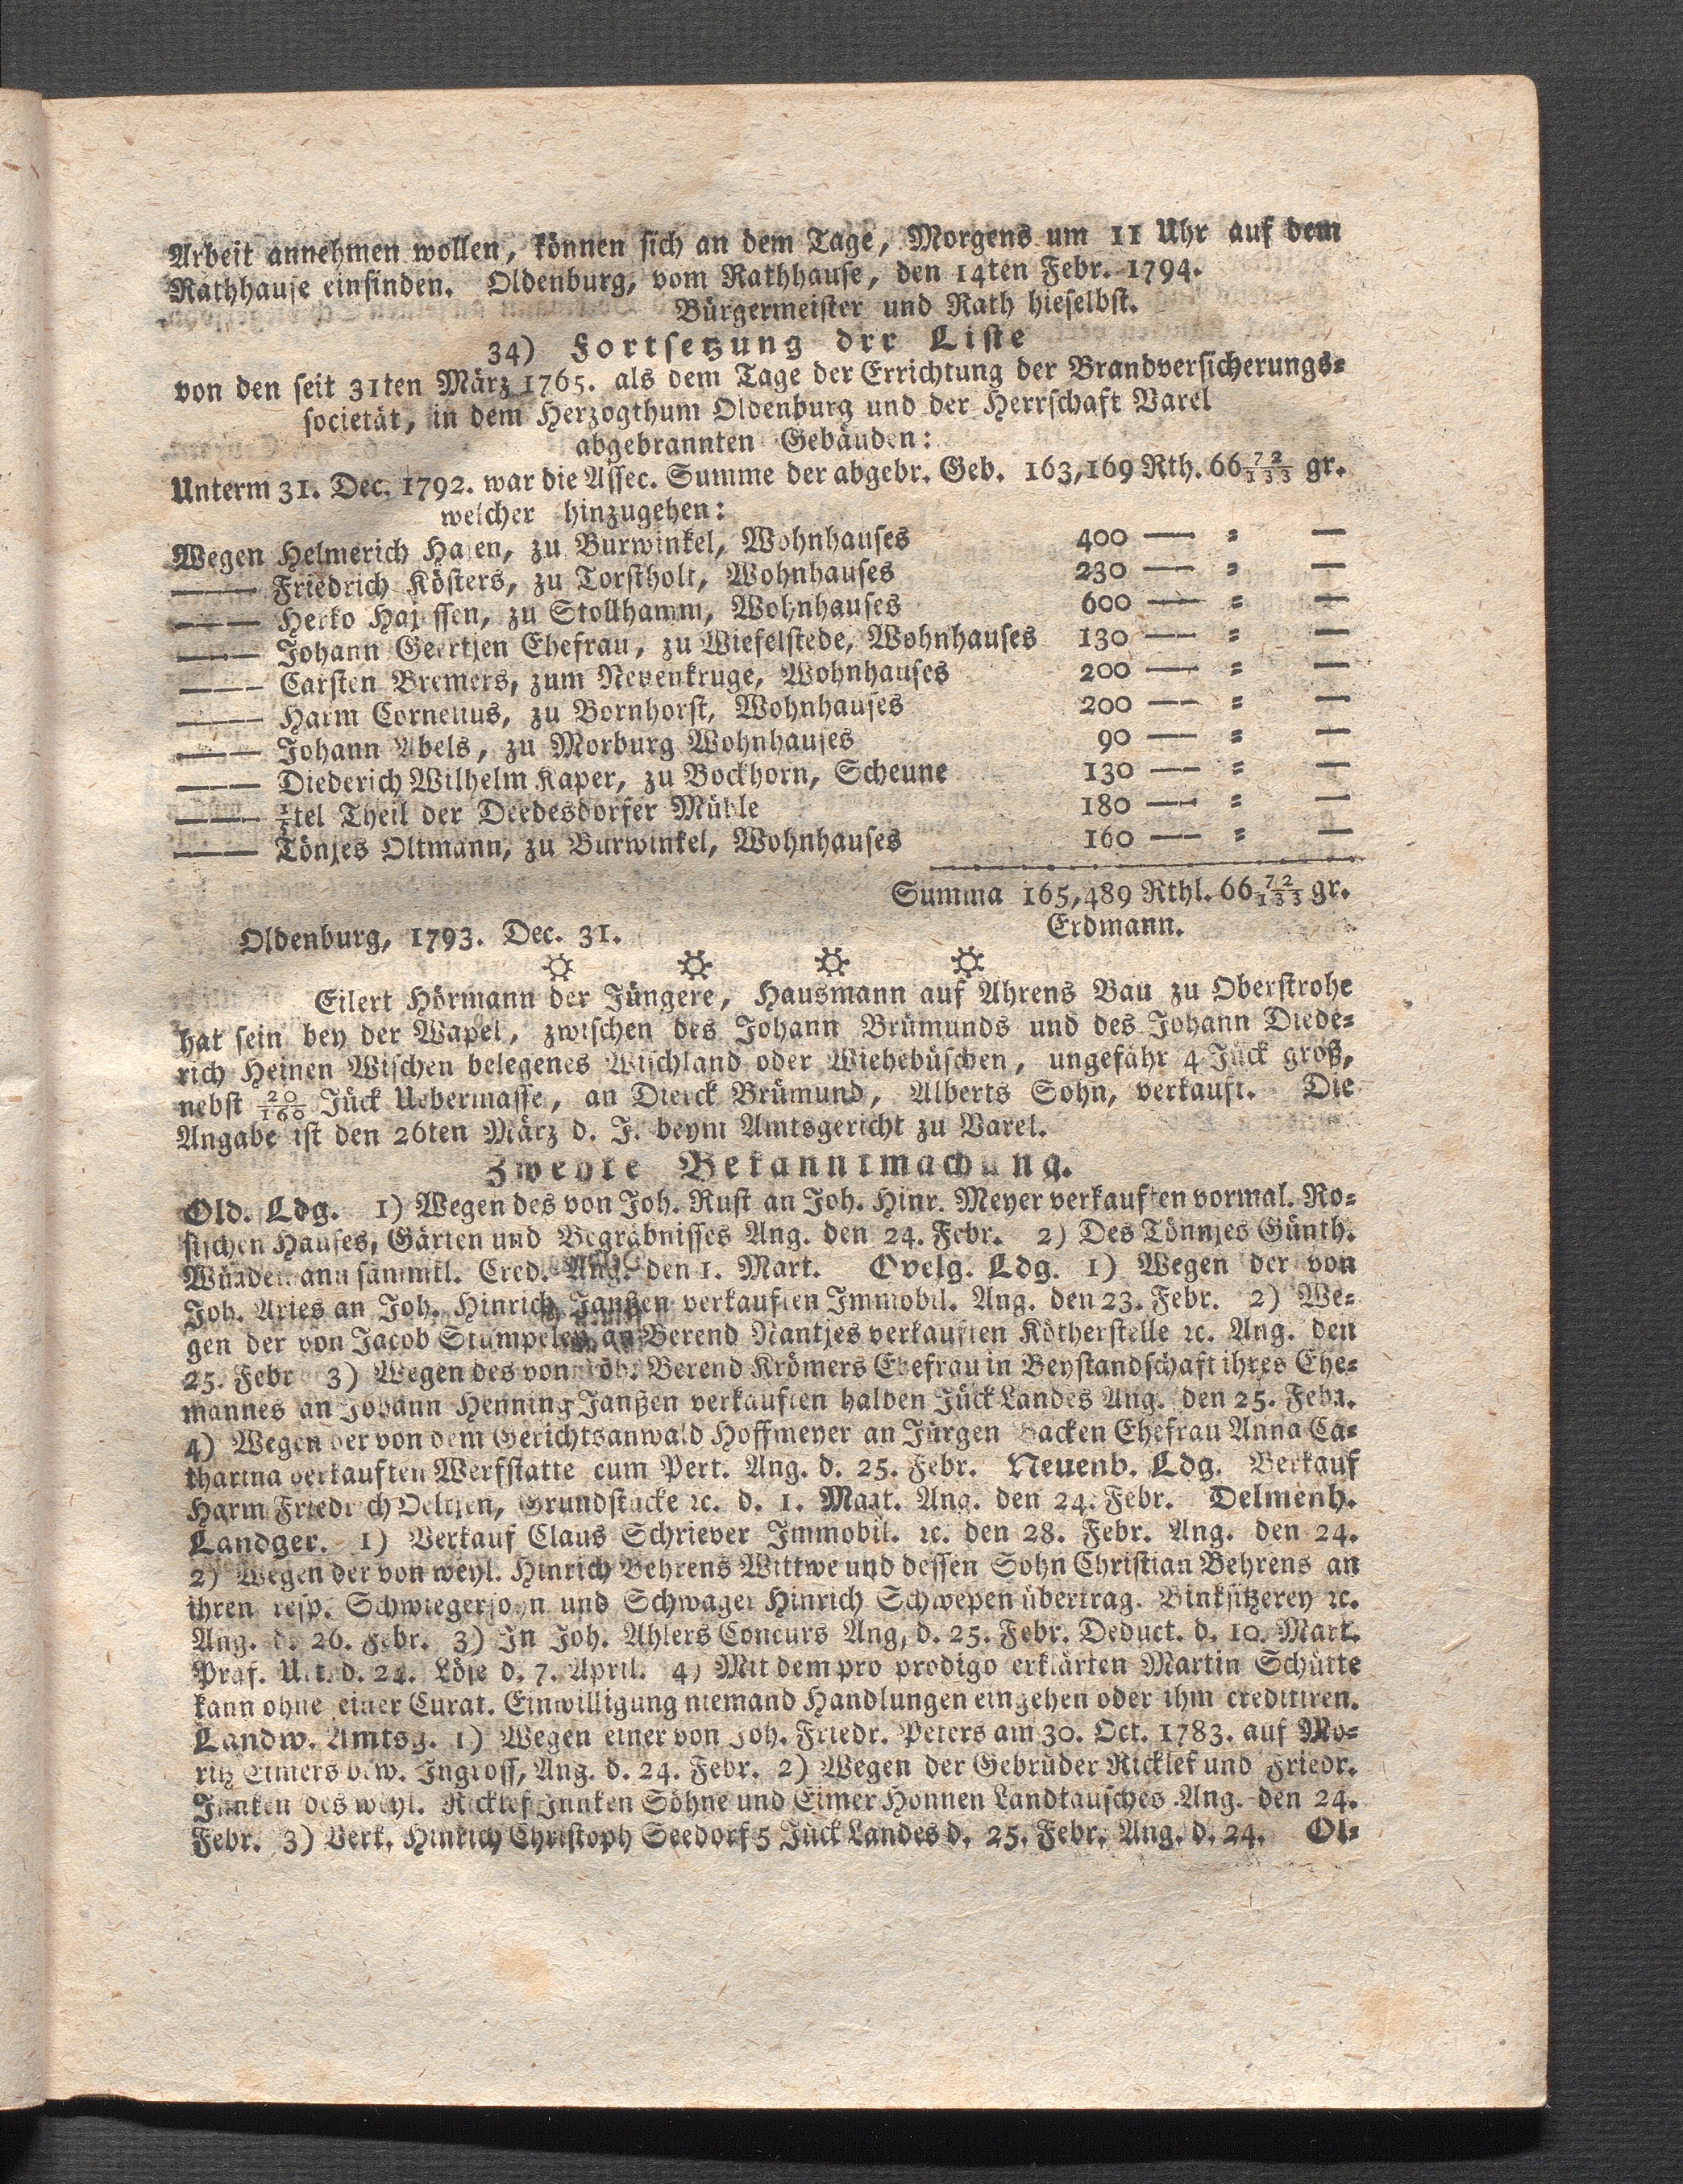 Arbeit annehmen wollen, können sich an dem Tage, Morgens um 11 Uhr auf dem
Rathhause einfinden. Oldenburg, vom Rathhause, den 14ten Febr. 1794.
Bürgermeister und Rath hieselbst.
34) Fortsetzung drr Liste
von den seit 31ten März 1765. als dem Tage der Errichtung der Brandversicherungs-
societät, in dem Herzogthum Oldenburg und der Herrschaft Varel
abgebrannten Gebäuden:
Unterm 31. Dec. 1792. war die Assec. Summe der abgebr. Geb. 163,169 Rth. 66 72/133 gr.
welcher hinzugehen:
Wegen Helmerich Hajen, zu Burwinkel, Wohnhauses 400 — = —
—— Friedrich Kösters, zu Torstholt, Wohnhauses 230 — = —
—— Herko zu Stollhamm, Wohnhauses 600 — = —
—— Johann Geertjen Ehefrau, zu Wiefelstede, Wohnhauses 130 — = —
—— Carsten Bremers, zum Neuenkruge, Wohnhauses 200 — = —
—— Harm Cornelius, zu Bornhorst, Wohnhauses 200 — = —
—— Johann Abels, zu Morburg Wohnhauses 90 — = —
—— Diederich Wilhelm Kaper, zu Bockhorn, Scheune 130 — = —
—— tel Theil der Deedesdorfer Mühle 180 — = —
—— Tönjes Oltmann, zu Burwinkel, Wohnhauses 160 — = —
Summa 165,489 Rthl. 66 72/133 gr.
Oldenburg, 1793. Dec. 31. Erdmann.
Eilert Hörmann der Jüngere, Hausmann auf Ahrens Bau zu Oberstrohe
hat sein bey der Wapel, zwischen des Johann Brümunds und des Johann Diede-
rich Heinen Wischen belegenes Wischland oder Wiehebüschen, ungefähr 4 Jück groß,
nebst 20/160 Jück Uebermasse, an Dierck Brümund, Alberts Sohn, verkauft. Die
Angabe ist den 26ten März d. J. beym Amtsgericht zu Varel.
Zweyte Bekanntmachung.
Old. Ldg. 1) Wegen des von Joh. Rust an Joh. Hinr. Meyer verkauften vormal. Ro-
sischen Hauses, Gärten und Begräbnisses Ang. den 24. Febr. 2) Des Tönnjes Günth.
Würdemann sämmtl. Cred. Ang. den 1. Mart. Ovelg. Ldg. 1) Wegen der von
Joh. Aries an Joh. Hinrich Janßen verkauften Immobil. Ang. den 23. Febr. 2) We-
gen der von Jacob Stumpeley an Berend Nantjes verkauften Kötherstelle ꝛc. Ang. den
25. Febr 3) Wegen des von Joh. Berend Krömers Ehefrau in Beystandschaft ihres Ehe-
mannes an Johann Henning Janßen verkauften halben Jück Landes Ang. den 25. Febr.
4) Wegen der von dem Gerichtsanwald Hoffmeyer an Jürgen Ehefrau Anna Ca-
tharina verkauften Werfstätte cum Pert. Ang. d. 25. Febr. Neuenb. Ldg. Verkauf
Harm Friedrich Oeltjen, Grundstücke ꝛc. d. 1. Mart. Ang. den 24. Febr. Delmenh.
Landger. 1) Verkauf Claus Schriever Immobil. ꝛc. den 28. Febr. Ang. den 24.
2) Wegen der von weyl. Hinrich Behrens Wittwe und dessen Sohn Christian Behrens an
ihren resp. Schwiegersohn und Schwager Hinrich Schwepen übertrag. Binksitzerey ꝛc.
Ang. d. 26. Febr. 3) In Joh. Ahlers Concurs Ang, d. 25. Febr. Deduct. d. 10. Mart.
Präf. Urt. d. 24. Löse d. 7. April. 4) Mit dem pro prodigo erklärten Martin Schütte
kann ohne einer Curat. Einwilligung niemand Handlungen eingehen oder ihm creditiren.
Landw. Amtsg. 1) Wegen einer von Joh. Friedr. Peters am 30. Oct. 1783. auf Mo-
ritz Eimers bew. Ingross, Ang. d. 24. Febr. 2) Wegen der Gebrüder Ricklef und Friedr.
Innken des weyl. Ricklef Innken Söhne und Eimer Honnen Landtausches Ang. den 24.
Febr. 3) Verk. Hinrich Christoph Seedorf 5 Jück Landes d. 25. Febr. Ang. d. 24. Ol-